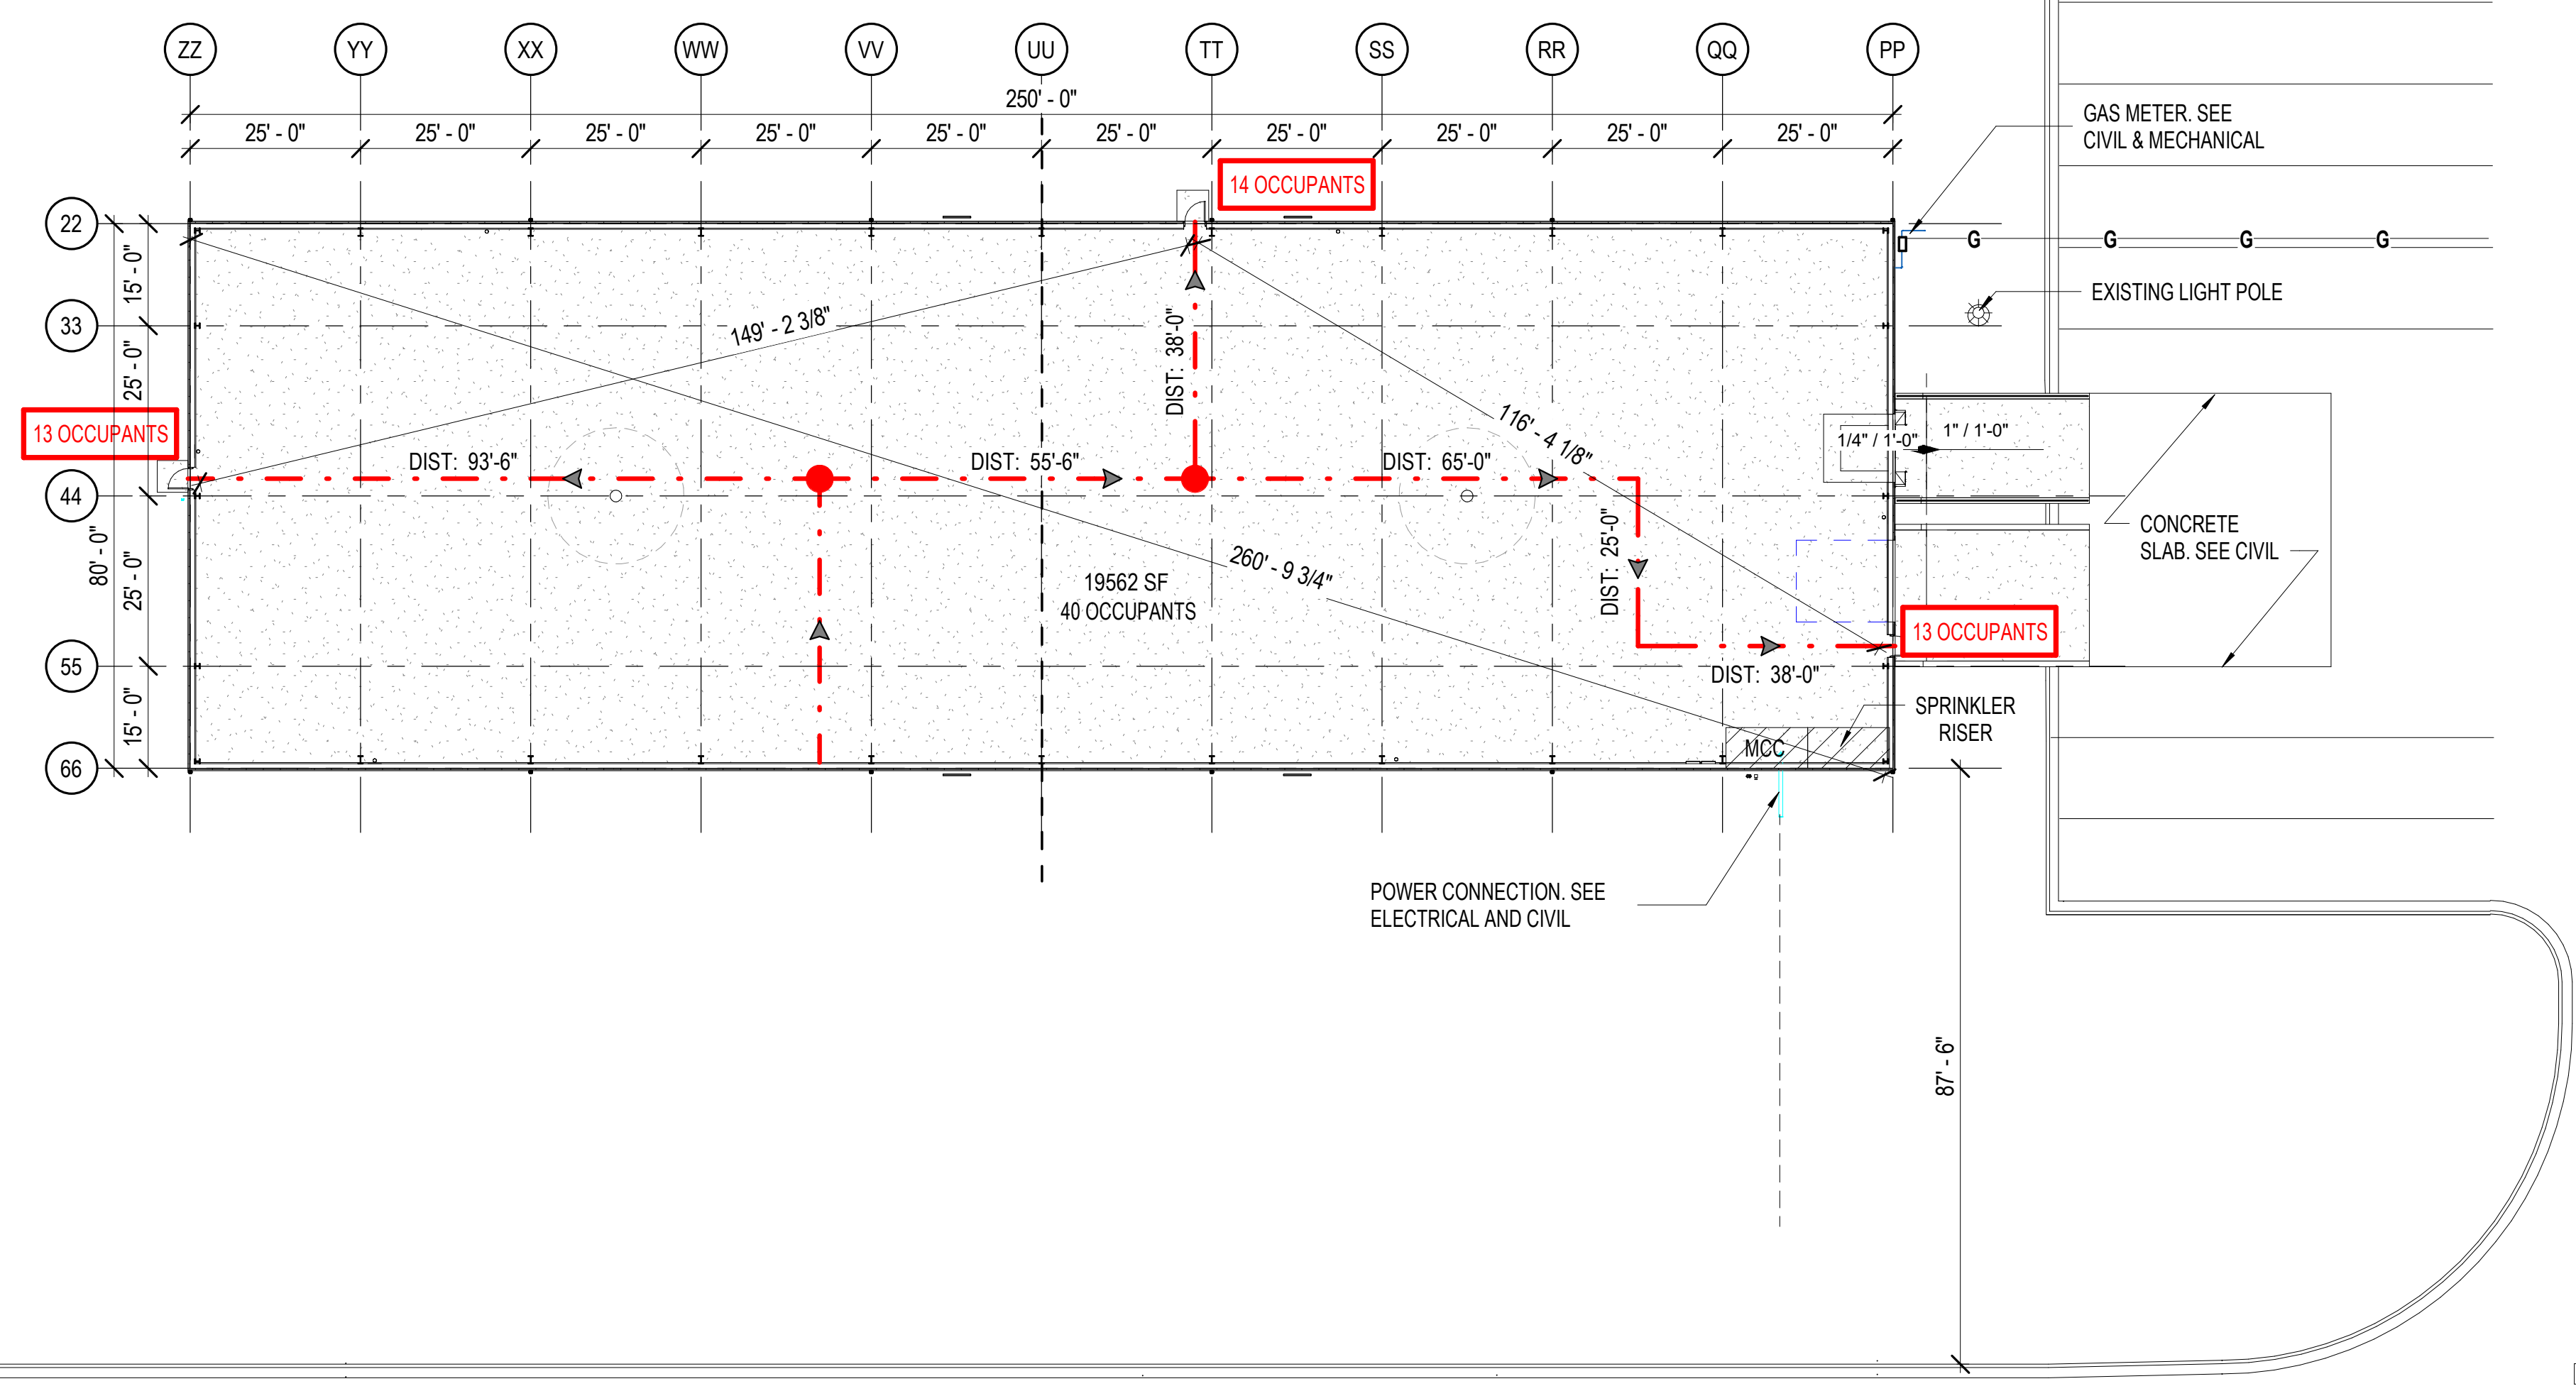 ZZ
YY
XX
WW
VV
UU
TT
SS
RR
QQ
PP
250' - 0"
25' - 0"
25' - 0"
25' - 0"
25' - 0"
25' - 0"
25' - 0"
25' - 0"
25' - 0"
25' - 0"
25' - 0"
GAS METER. SEE
CIVIL & MECHANICAL
14 OCCUPANTS
22
33
44
55
66
15' - 0"
25' - 0"
25' - 0"
15' - 0"
80' - 0"
G
G
G
G
EXISTING LIGHT POLE
149' - 2 3/8"
DIST: 38'-0"
13 OCCUPANTS
116' - 4 1/8"
1/4" / 1'-0"
1" / 1'-0"
DIST: 93'-6"
DIST: 55'-6"
DIST: 65'-0"
DIST: 25'-0"
CONCRETE
SLAB. SEE CIVIL
260' - 9 3/4"
19562 SF
40 OCCUPANTS
13 OCCUPANTS
DIST: 38'-0"
SPRINKLER
RISER
MCC
POWER CONNECTION. SEE
ELECTRICAL AND CIVIL
87' - 6"